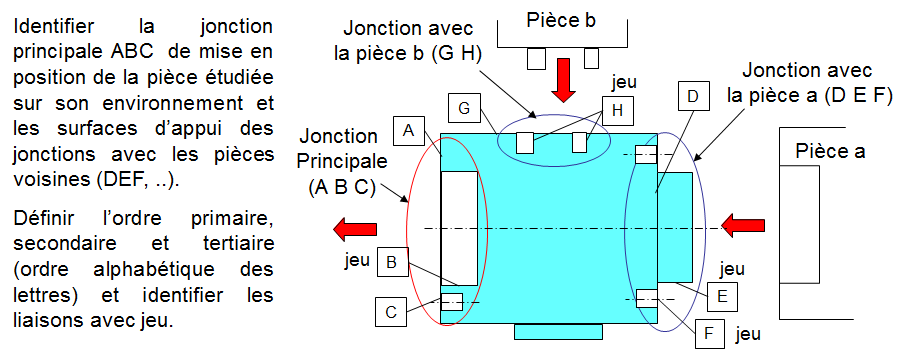 Identifier la jonction
principale ABC de mise en
position de la pièce étudiée
sur son environnement et
les surfaces d'appui des
jonctions avec les pièces
voisines (DEF, ..).
Définir l'ordre primaire,
secondaire et tertiaire
(ordre alphabétique des
lettres) et identifier les
liaisons avec jeu.
Jonction avec
la pièce b (G H)
Pièce b
jeu
G
H
D
Jonction avec
la pièce a (D E F)
A
Jonction
Principale
(A B C)
Pièce a
jeu
B
C
jeu
E
F
jeu